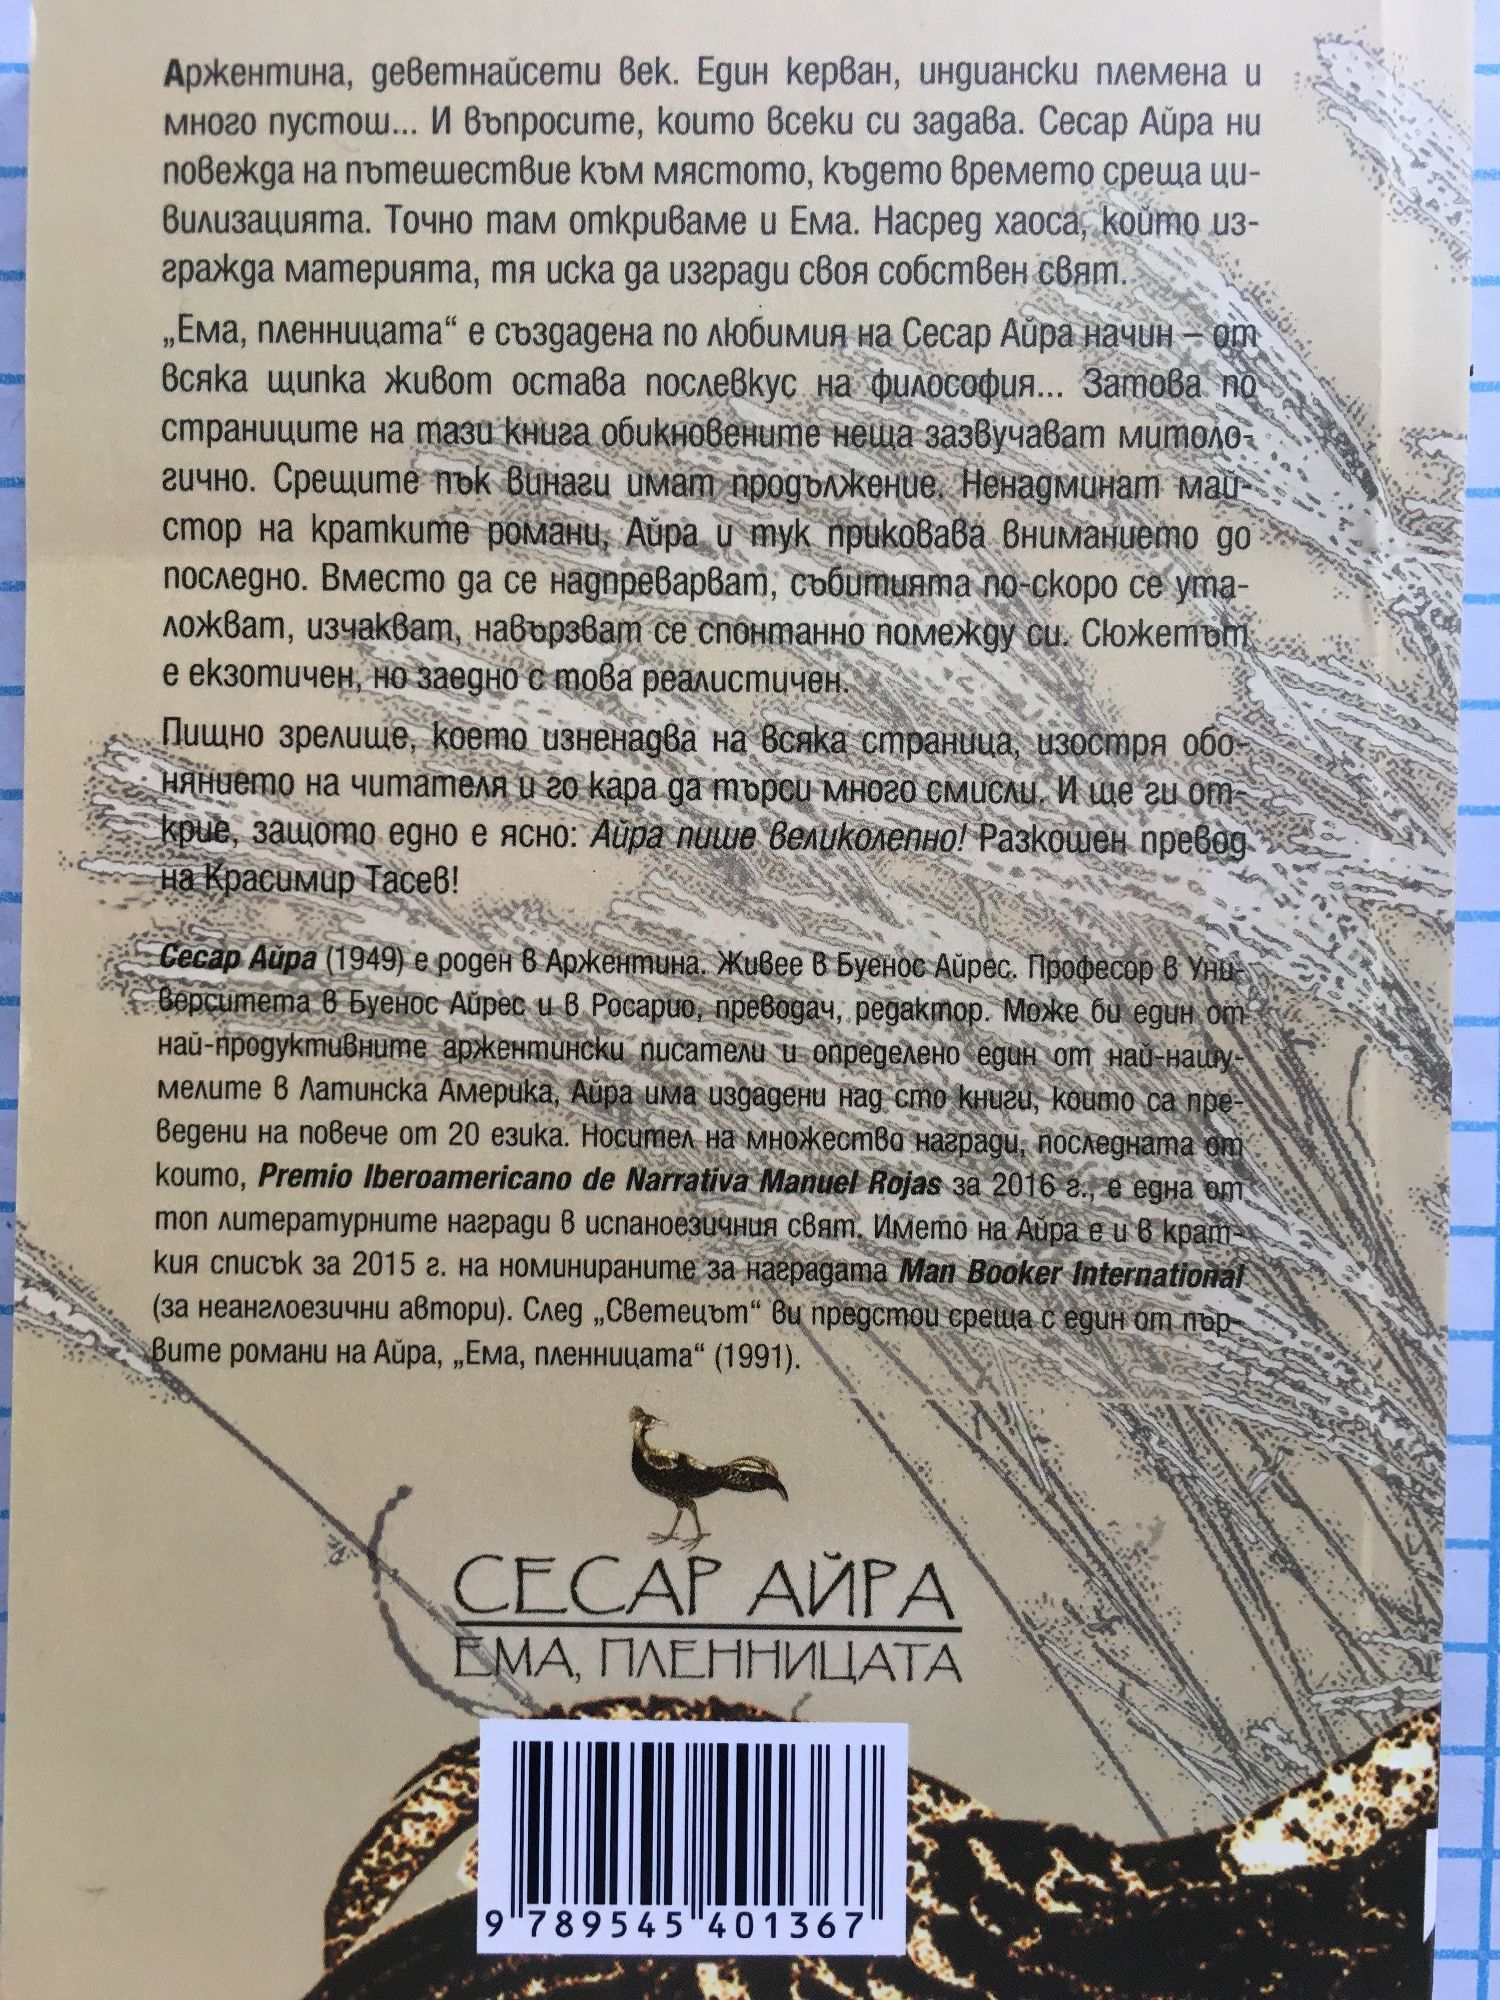 Аржентина, деветнайсети век. Един керван, индиански племена и
много пустош... И въпросите, които всеки си задава. Сесар Айра ни
повежда на пътешествие към мястото, където времето среща ци-
вилизацията. Точно там откриваме и Ема. Насред хаоса, който из-
гражда материята, тя иска да изгради своя собствен свят.
„Ема, пленницата“ е създадена по любимия на Сесар Айра начин – от
всяка щипка живот остава послевкус на философия... Затова по
страниците на тази книга обикновените неща зазвучават митоло-
гично. Срещите пък винаги имат продължение. Ненадминат май-
стор на кратките романи, Айра и тук приковава вниманието до
последно. Вместо да се надпреварват, събитията по-скоро се ута-
ложват, изчакват, навързват се спонтанно помежду си. Сюжетът
е екзотичен, но заедно с това реалистичен.
Пищно зрелище, което изненадва на всяка страница, изостря обо-
нянието на читателя и го кара да търси много смисли. И ще ги от-
крие, защото едно е ясно: Айра пише великолепно! Разкошен превод
на Красимир Тасев!
Сесар Айра (1949) е роден в Аржентина. Живее в Буенос Айрес. Професор в Уни-
верситета в Буенос Айрес и в Росарио, преводач, редактор. Може би един от
най-продуктивните аржентински писатели и определено един от най-нашу-
мелите в Латинска Америка, Айра има издадени над сто книги, които са пре-
ведени на повече от 20 езика. Носител на множество награди, последната от
които, Premio Iberoamericano de Narrativa Manuel Rojas за 2016 г., е една от
топ литературните награди в испаноезичния свят. Името на Айра е и в крат-
кия списък за 2015 г. на номинираните за наградата Man Booker International
(за неанглоезични автори). След „Светецът“ ви предстои среща с един от пър-
вите романи на Айра, „Ема, пленницата“ (1991).
СЕСАР АЙРА
ЕМА, ПЛЕННИЦАТА
9 789545 401367